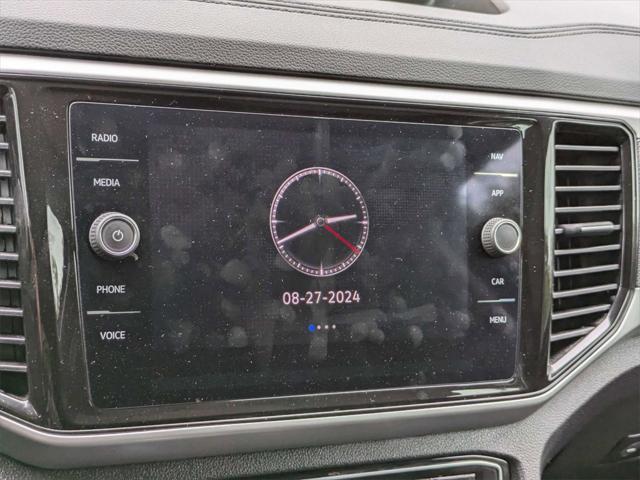 RADIO
MEDIA
PHONE
VOICE
08-27-2024
NAV
APP
CAR
MENU